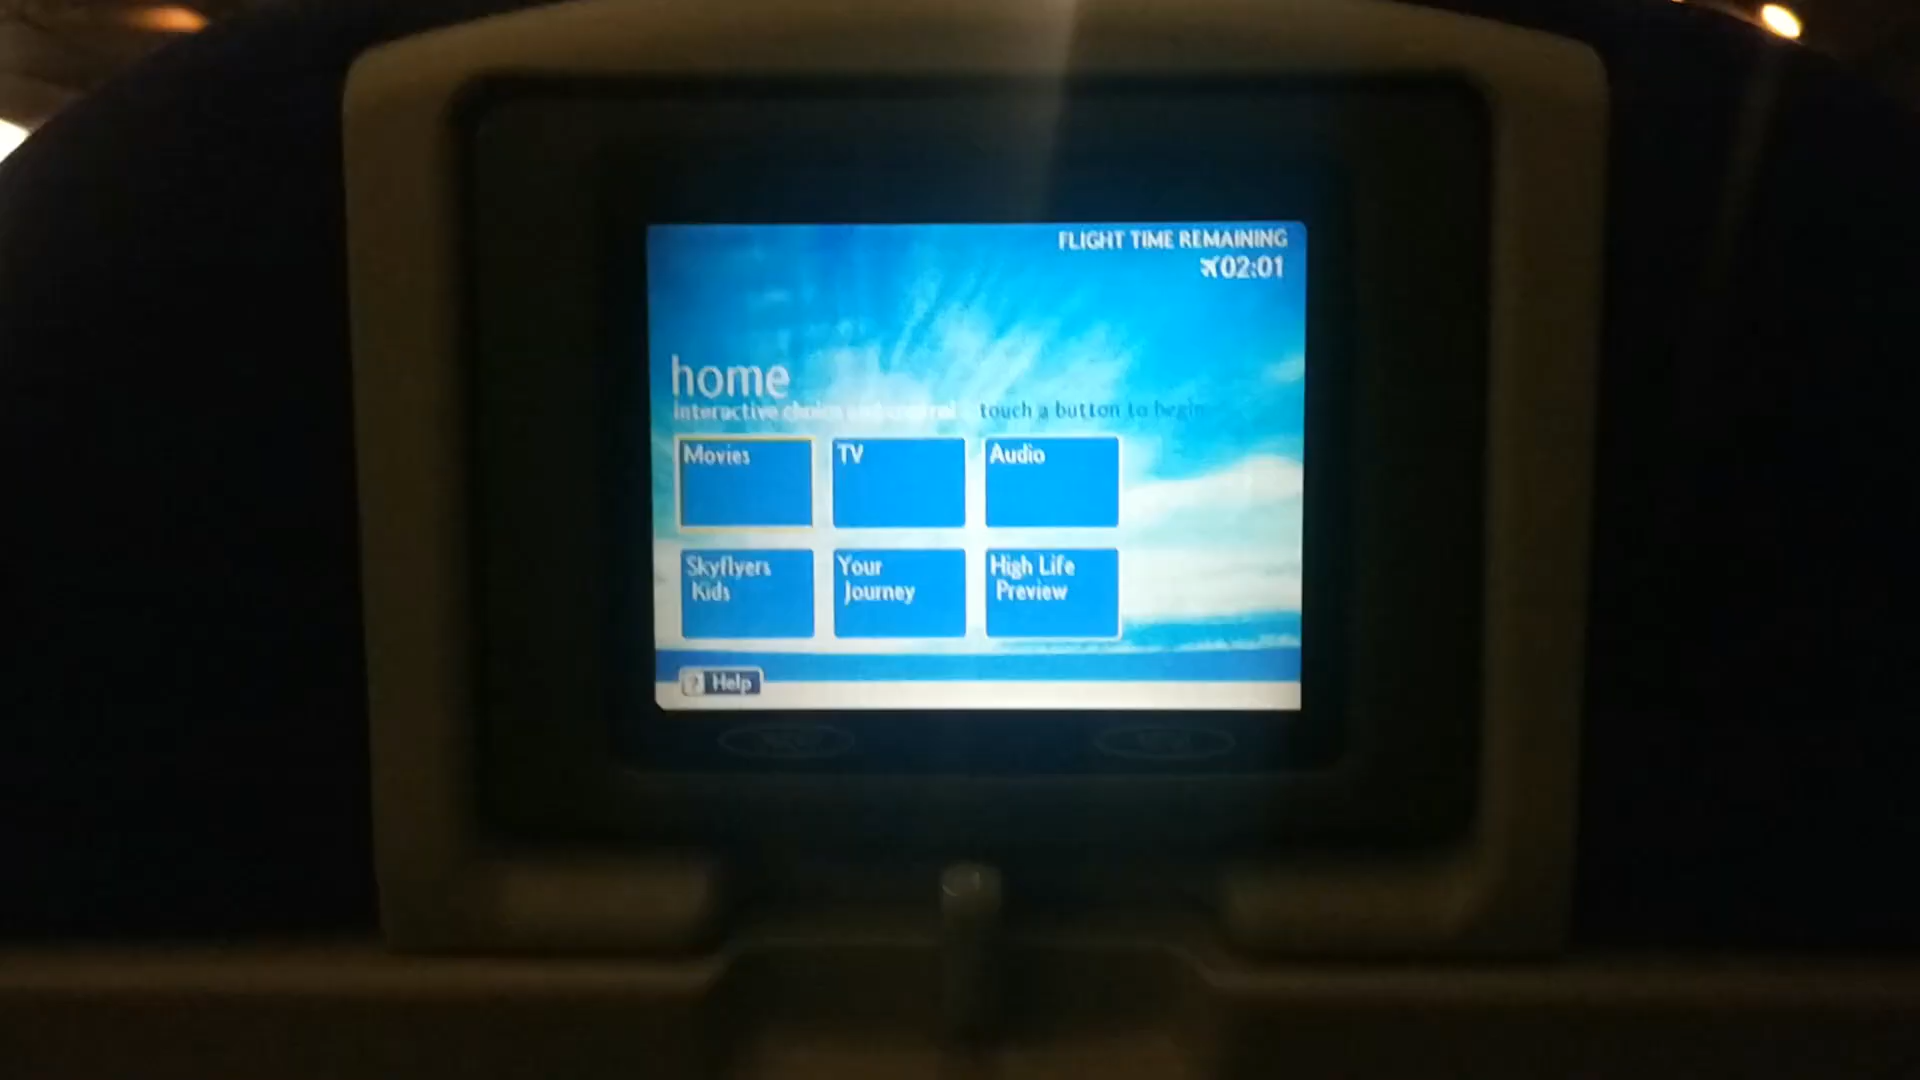 FLIGHT TIME REMAINING
02:01
home
interactive choice and control touch a button to begin
Movies
TV
Audio
Skyflyers
Kids
Your
Journey
High Life
Preview
? Help